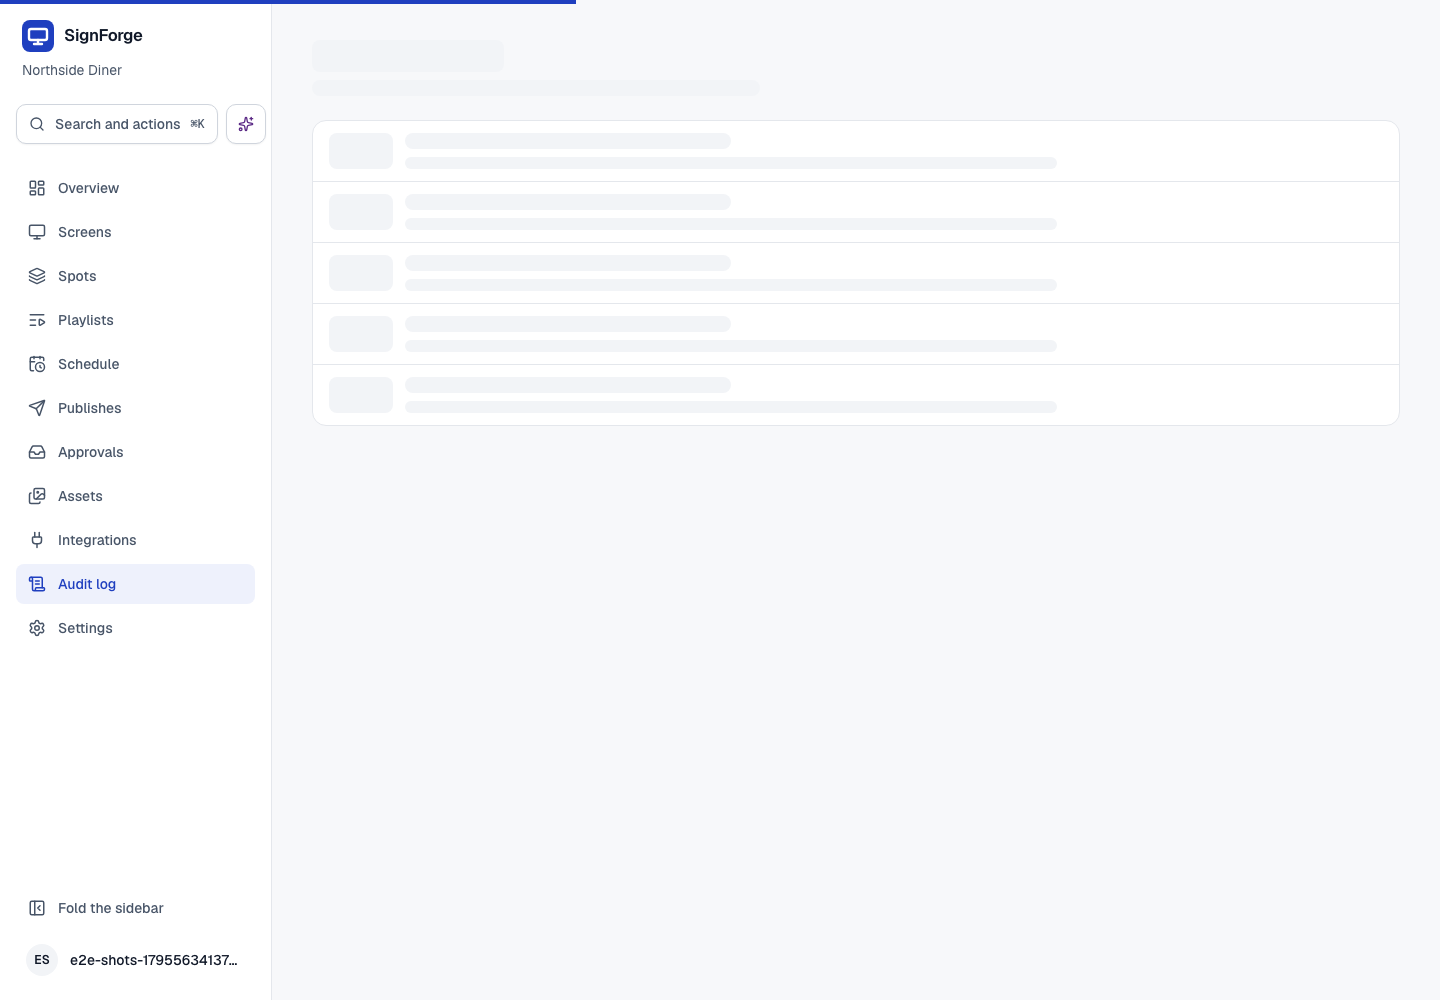 SignForge
Northside Diner
Search and actions ⌘K
Overview
Screens
Spots
Playlists
Schedule
Publishes
Approvals
Assets
Integrations
Audit log
Settings
Fold the sidebar
ES e2e-shots-17955634137...